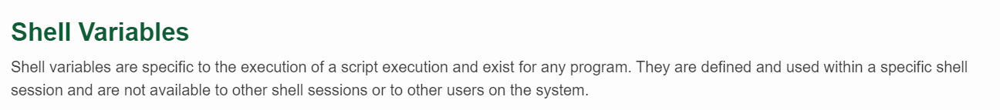 Shell Variables
Shell variables are specific to the execution of a script execution and exist for any program. They are defined and used within a specific shell
session and are not available to other shell sessions or to other users on the system.